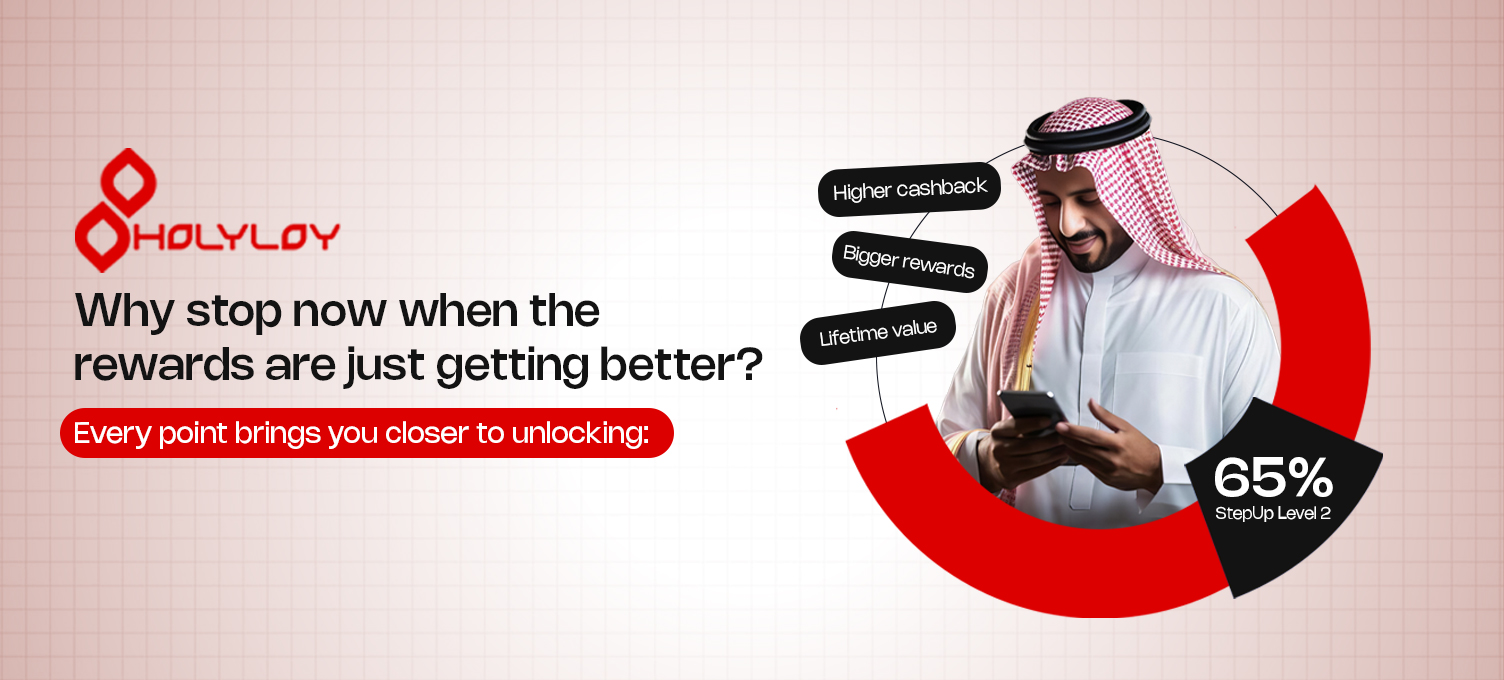 HOLYLOY
Why stop now when the
rewards are just getting better?
Every point brings you closer to unlocking:
Higher cashback
Bigger rewards
Lifetime value
65%
StepUp Level 2